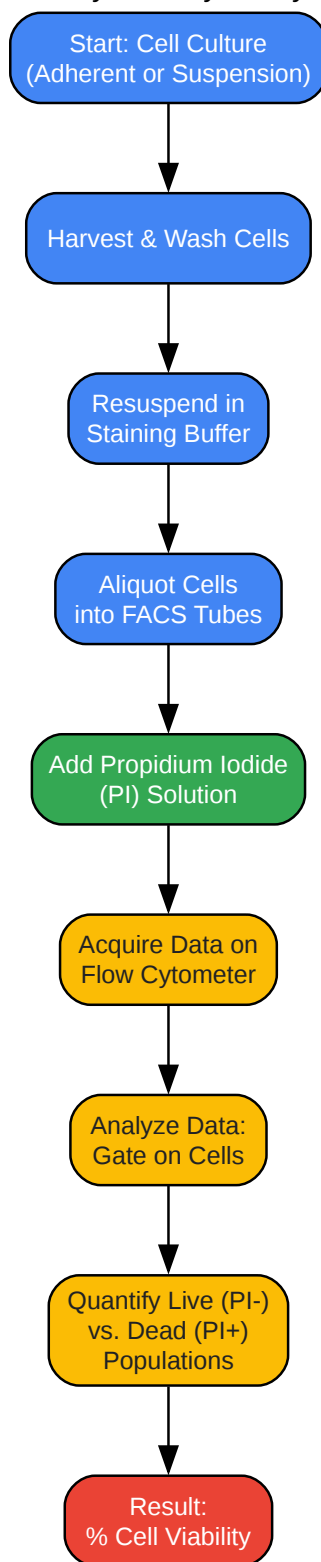 Start: Cell Culture
(Adherent or Suspension)
Harvest & Wash Cells
Resuspend in
Staining Buffer
Aliquot Cells
into FACS Tubes
Add Propidium Iodide
(PI) Solution
Acquire Data on
Flow Cytometer
Analyze Data:
Gate on Cells
Quantify Live (PI-)
vs. Dead (PI+)
Populations
Result:
% Cell Viability